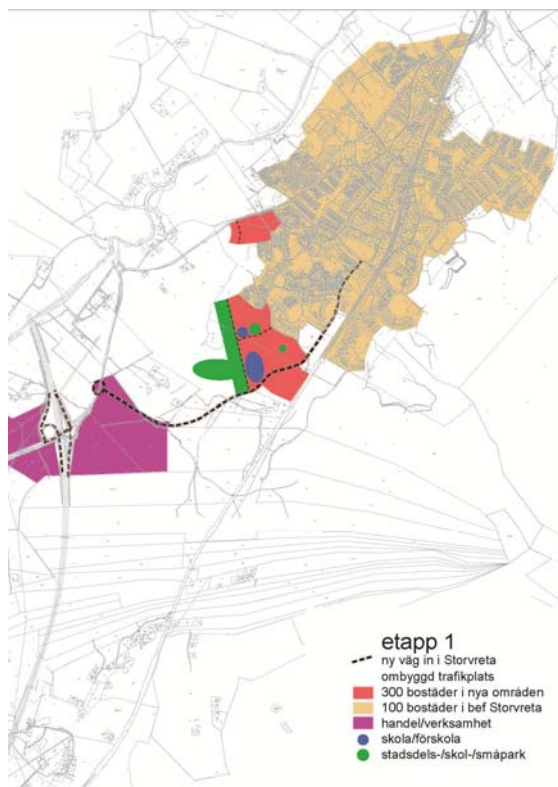 etapp 1
ny väg in i Storvreta
ombyggd trafikplats
300 bostäder i nya områden
100 bostäder i bef Storvreta
handel/verksamhet
skola/förskola
stadsdels-/skol-/småpark